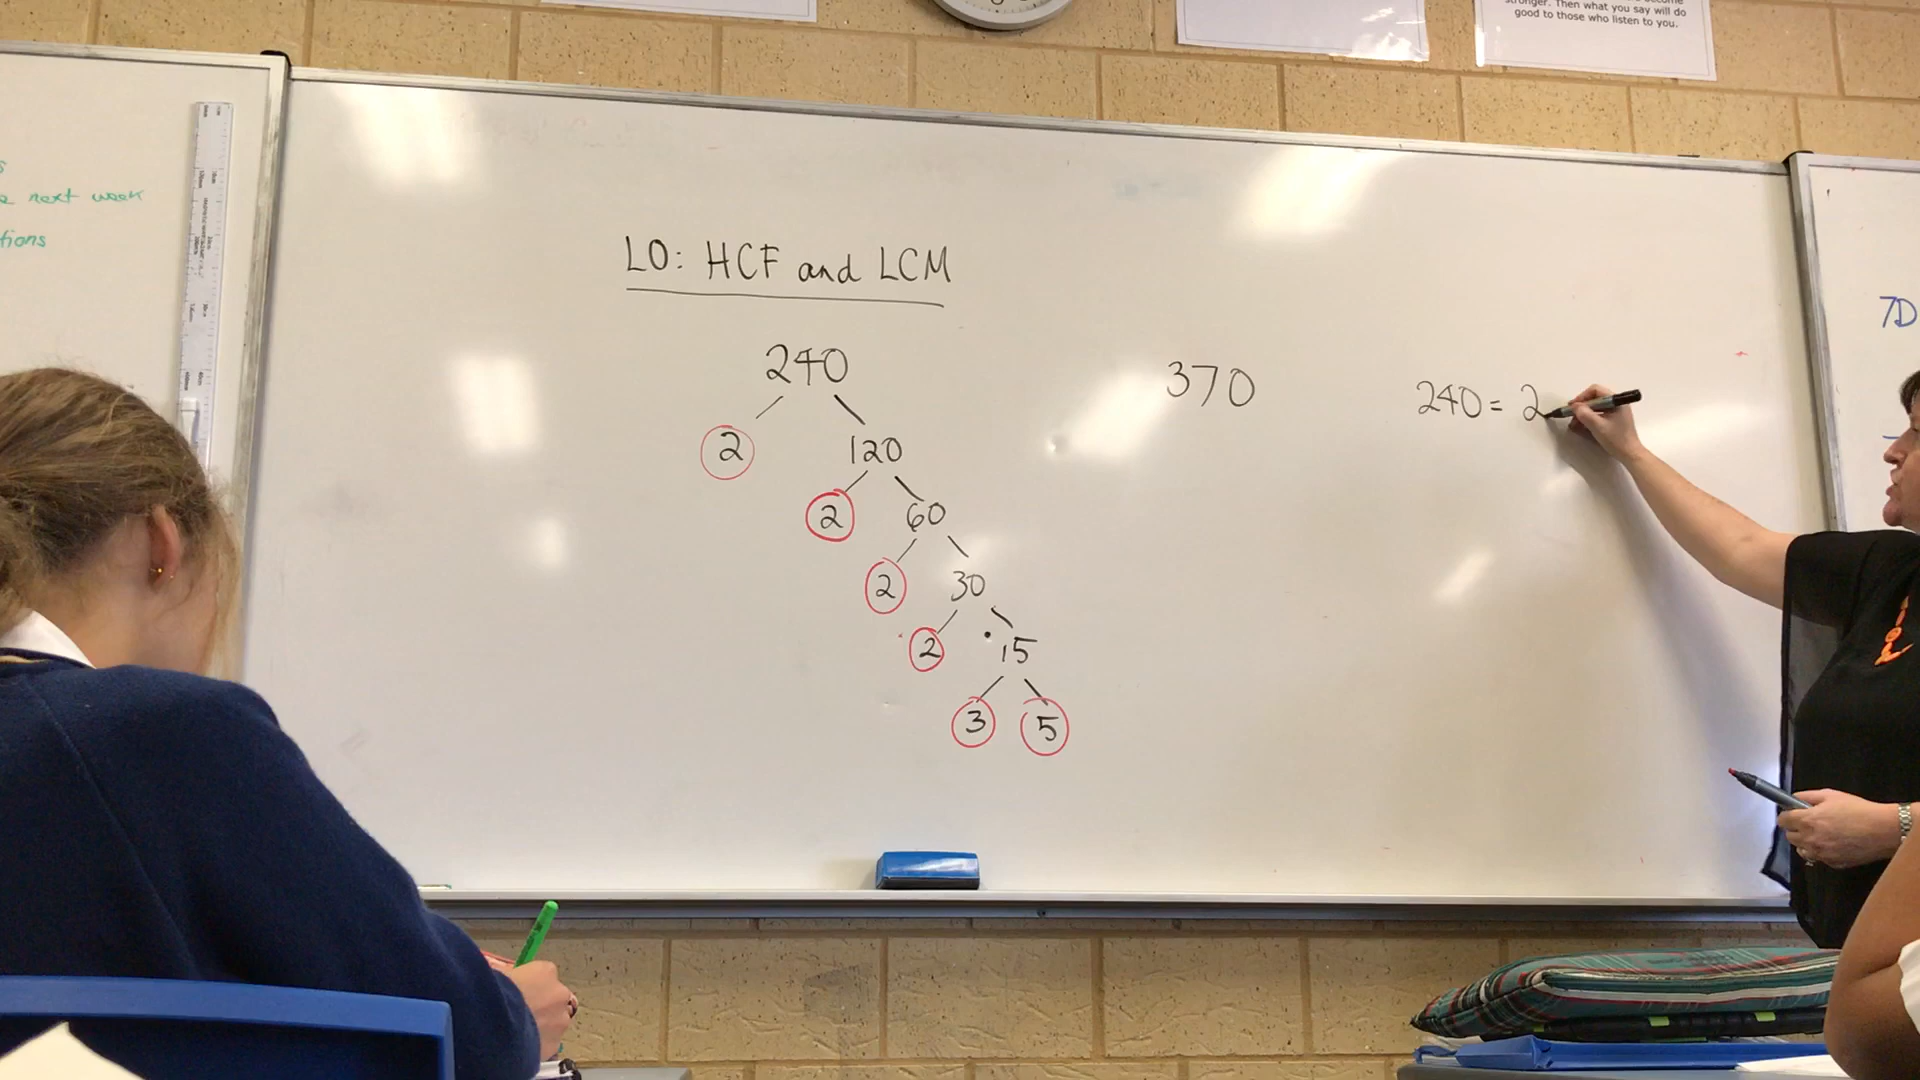 stronger. Then what you say will do
good to those who listen to you.
next week
tions
LO: HCF and LCM
240
2 120
2 60
2 30
2 15
3 5
370
240 = 2
7D